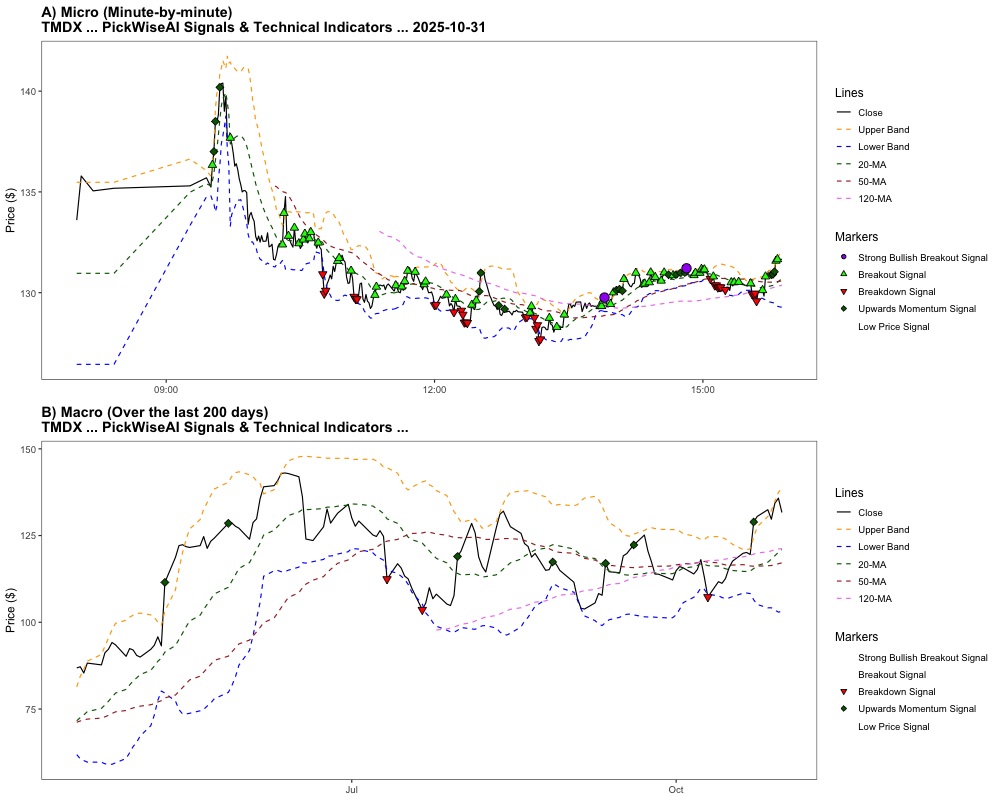 A) Micro (Minute-by-minute)
TMDX ... PickWiseAI Signals & Technical Indicators ... 2025-10-31
Price ($)
140
135
130
09:00
12:00
15:00
Lines
Close
Upper Band
Lower Band
20-MA
50-MA
120-MA
Markers
Strong Bullish Breakout Signal
Breakout Signal
Breakdown Signal
Upwards Momentum Signal
Low Price Signal
B) Macro (Over the last 200 days)
TMDX ... PickWiseAI Signals & Technical Indicators ...
Price ($)
150
125
100
75
Jul
Oct
Lines
Close
Upper Band
Lower Band
20-MA
50-MA
120-MA
Markers
Strong Bullish Breakout Signal
Breakout Signal
Breakdown Signal
Upwards Momentum Signal
Low Price Signal